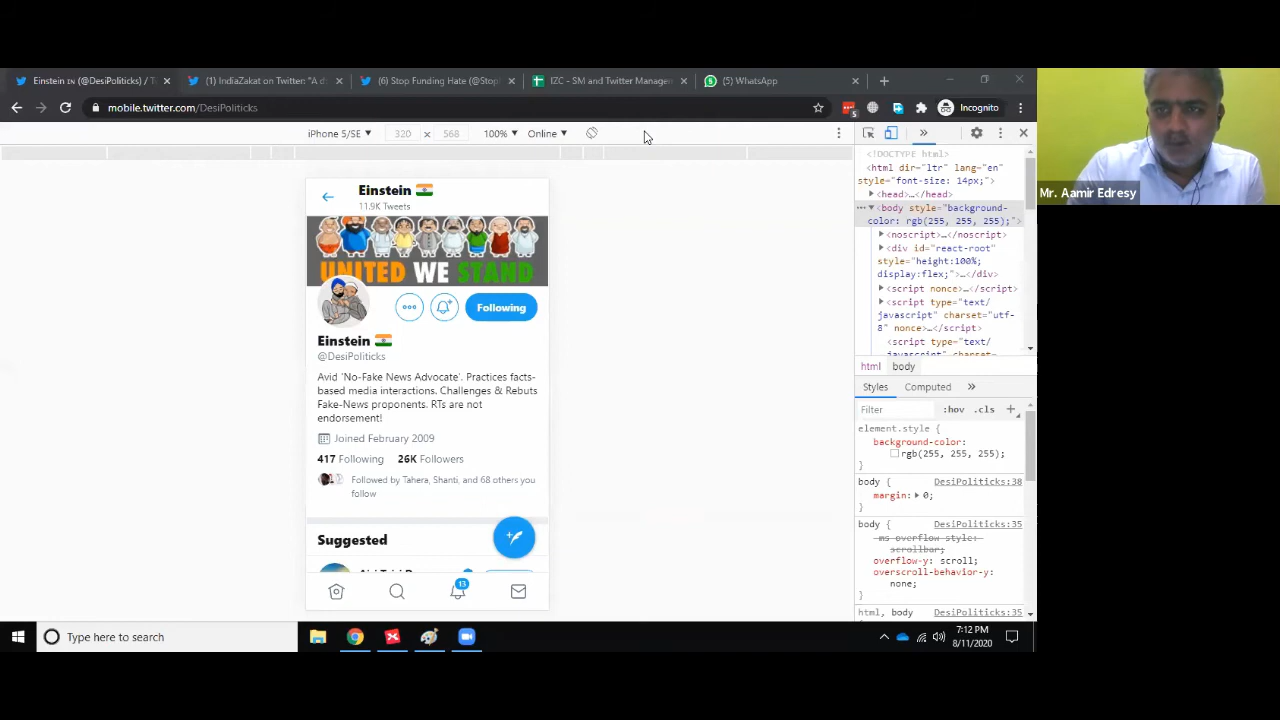 Einstein ɪɴ (@DesiPoliticks) / T
(1) IndiaZakat on Twitter: "A d
(6) Stop Funding Hate (@Stop
IZC - SM and Twitter Managem
(5) WhatsApp
mobile.twitter.com/DesiPoliticks
5
Incognito
iPhone 5/SE
320 × 568
100%
Online
Einstein
11.9K Tweets
UNITED WE STAND
Following
Einstein
@DesiPoliticks
Avid 'No-Fake News Advocate'. Practices facts-
based media interactions. Challenges & Rebuts
Fake-News proponents. RTs are not
endorsement!
Joined February 2009
417 Following 26K Followers
Followed by Tahera, Shanti, and 68 others you
follow
Suggested
13
<!DOCTYPE html>
<html dir="ltr" lang="en"
style="font-size: 14px;">
<head>…</head>
<body style="background-
color: rgb(255, 255, 255);">
<noscript>…</noscript>
<div id="react-root"
style="height:100%;
display:flex;">…</div>
<script nonce>…</script>
<script type="text/
javascript" charset="utf-
8" nonce>…</script>
<script type="text/
javascript" charset=
html body
Styles Computed
Filter :hov .cls
element.style {
background-color:
rgb(255, 255, 255);
}
body { DesiPoliticks:38
margin: 0;
}
body { DesiPoliticks:35
-ms-overflow-style:
scrollbar;
overflow-y: scroll;
overscroll-behavior-y:
none;
}
html, body DesiPoliticks:35
Mr. Aamir Edresy
Type here to search
7:12 PM
8/11/2020